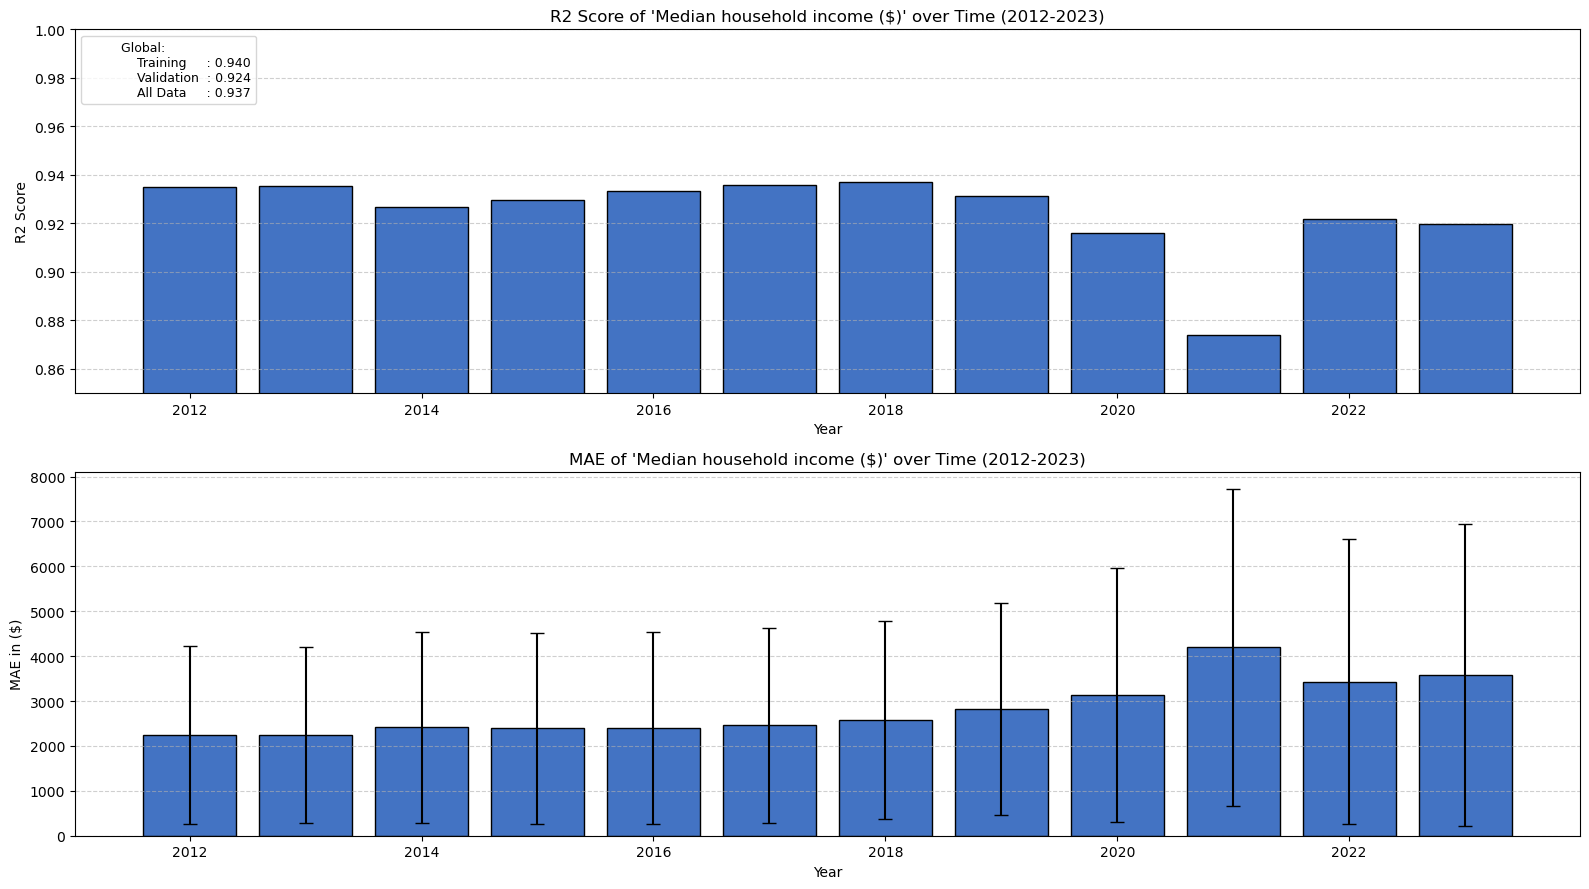 R2 Score of 'Median household income ($)' over Time (2012-2023)
1.00
0.98
0.96
0.94
0.92
0.90
0.88
0.86
R2 Score
Global:
Training : 0.940
Validation : 0.924
All Data : 0.937
2012 2014 2016 2018 2020 2022
Year
MAE of 'Median household income ($)' over Time (2012-2023)
8000
7000
6000
5000
4000
3000
2000
1000
0
MAE in ($)
2012 2014 2016 2018 2020 2022
Year